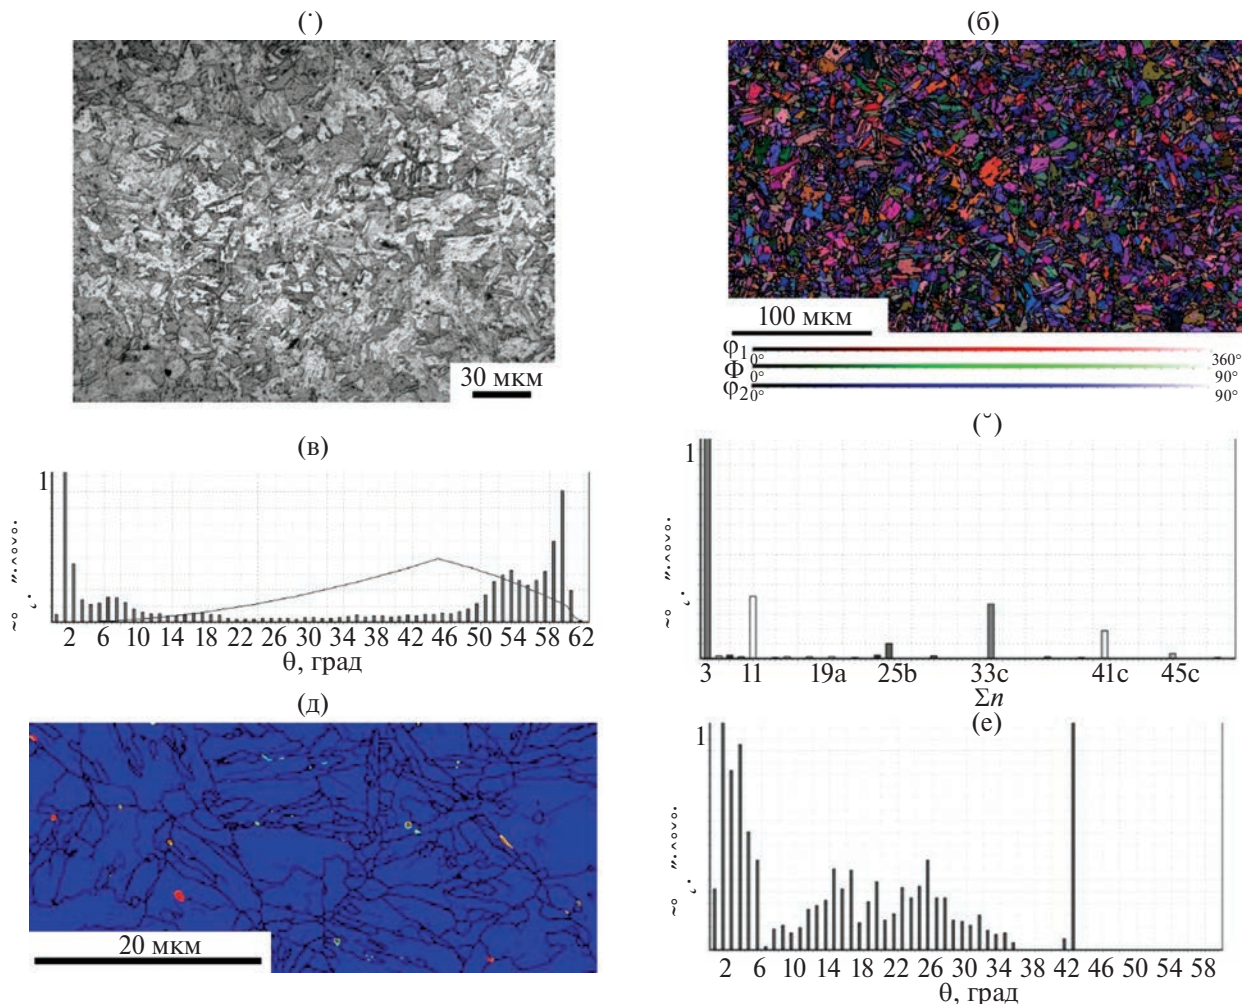 (б)
30 мкм
100 мкм
φ1 0° 360°
Φ 0° 90°
φ2 0° 90°
(в)
1
2 6 10 14 18 22 26 30 34 38 42 46 50 54 58 62
θ, град
1
3 11 19a 25b 33c 41c 45c
Σn
(д)
20 мкм
(е)
1
2 6 10 14 18 22 26 30 34 38 42 46 50 54 58
θ, град